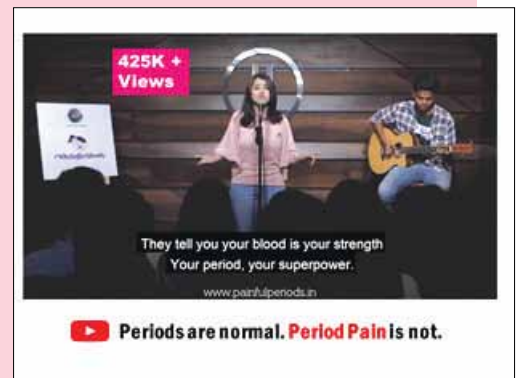 425K +
Views
They tell you your blood is your strength
Your period, your superpower.
www.painfulperiods.in
Periods are normal. Period Pain is not.